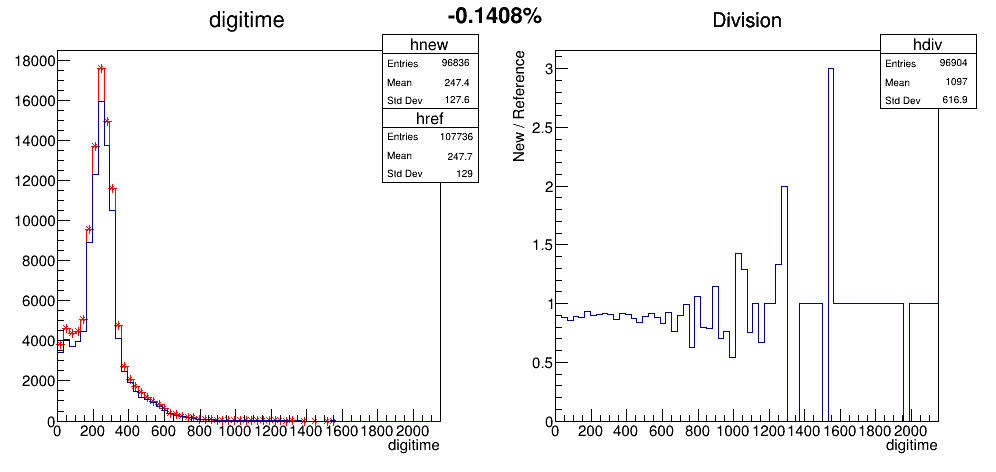 digitime
-0.1408%
Division
hnew
Entries 96836
Mean 247.4
Std Dev 127.6
href
Entries 107736
Mean 247.7
Std Dev 129
18000
16000
14000
12000
10000
8000
6000
4000
2000
0
0 200 400 600 800 1000 1200 1400 1600 1800 2000
digitime
hdiv
Entries 96904
Mean 1097
Std Dev 616.9
New / Reference
3
2.5
2
1.5
1
0.5
0
0 200 400 600 800 1000 1200 1400 1600 1800 2000
digitime